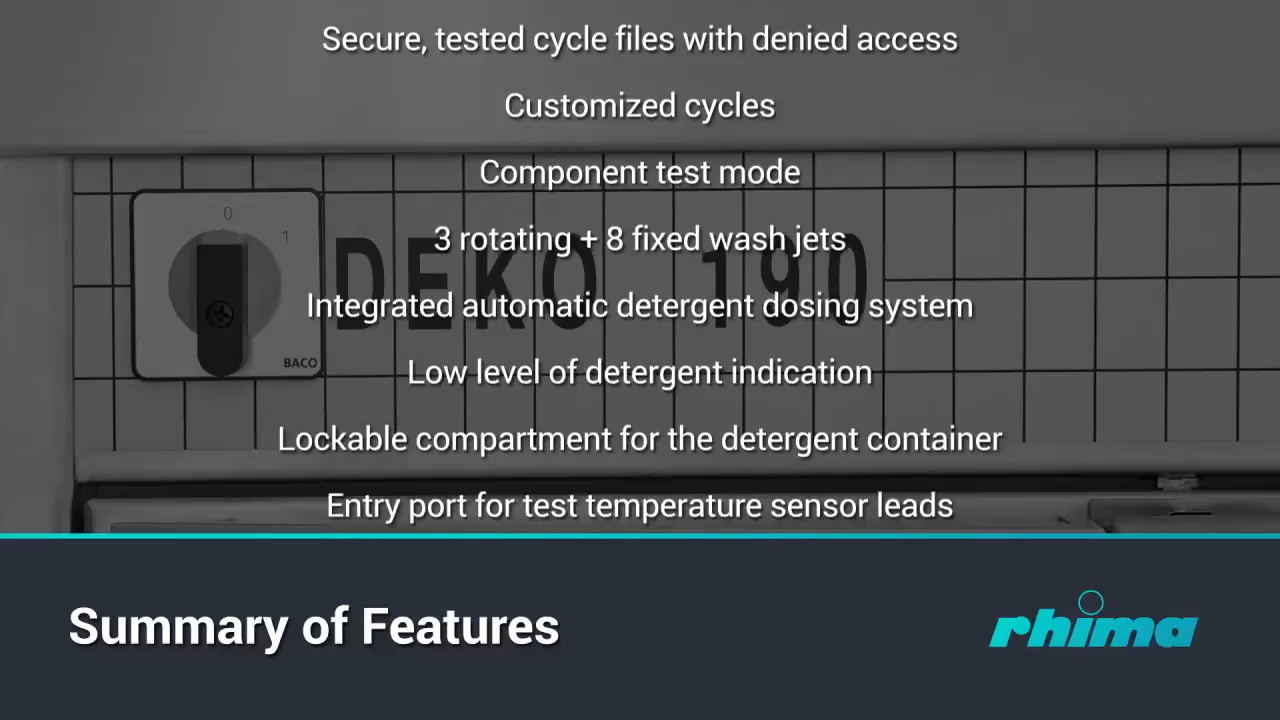 Secure, tested cycle files with denied access
Customized cycles
Component test mode
3 rotating + 8 fixed wash jets
Integrated automatic detergent dosing system
Low level of detergent indication
Lockable compartment for the detergent container
Entry port for test temperature sensor leads
0
1
BACO
DEKO 190
Summary of Features
rhima